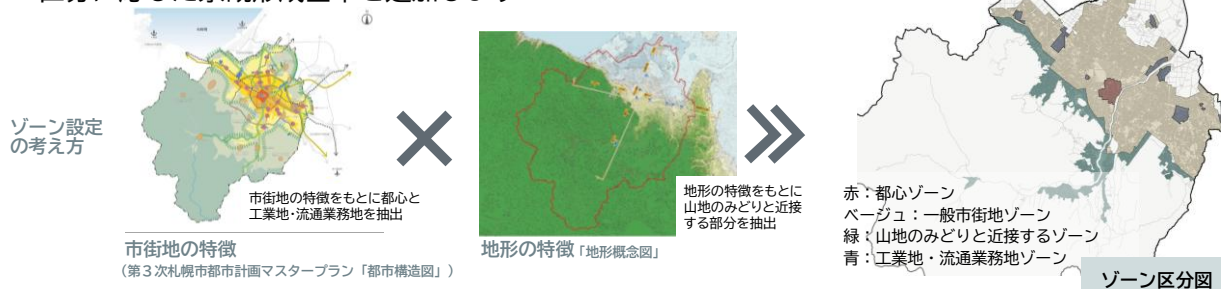 ゾーン設定
の考え方
市街地の特徴をもとに都心と
工業地・流通業務地を抽出
市街地の特徴
（第３次札幌市都市計画マスタープラン「都市構造図」）
地形の特徴をもとに
山地のみどりと近接
する部分を抽出
地形の特徴「地形概念図」
赤：都心ゾーン
ベージュ：一般市街地ゾーン
緑：山地のみどりと近接するゾーン
青：工業地・流通業務地ゾーン
ゾーン区分図